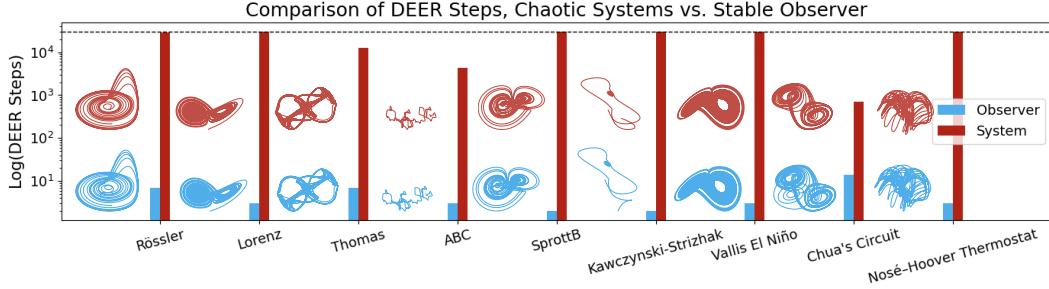 Comparison of DEER Steps, Chaotic Systems vs. Stable Observer
Log(DEER Steps)
10⁴
10³
10²
10¹
Observer
System
Rössler
Lorenz
Thomas
ABC
SprottB
Kawczynski-Strizhak
Vallis El Niño
Chua's Circuit
Nosé–Hoover Thermostat